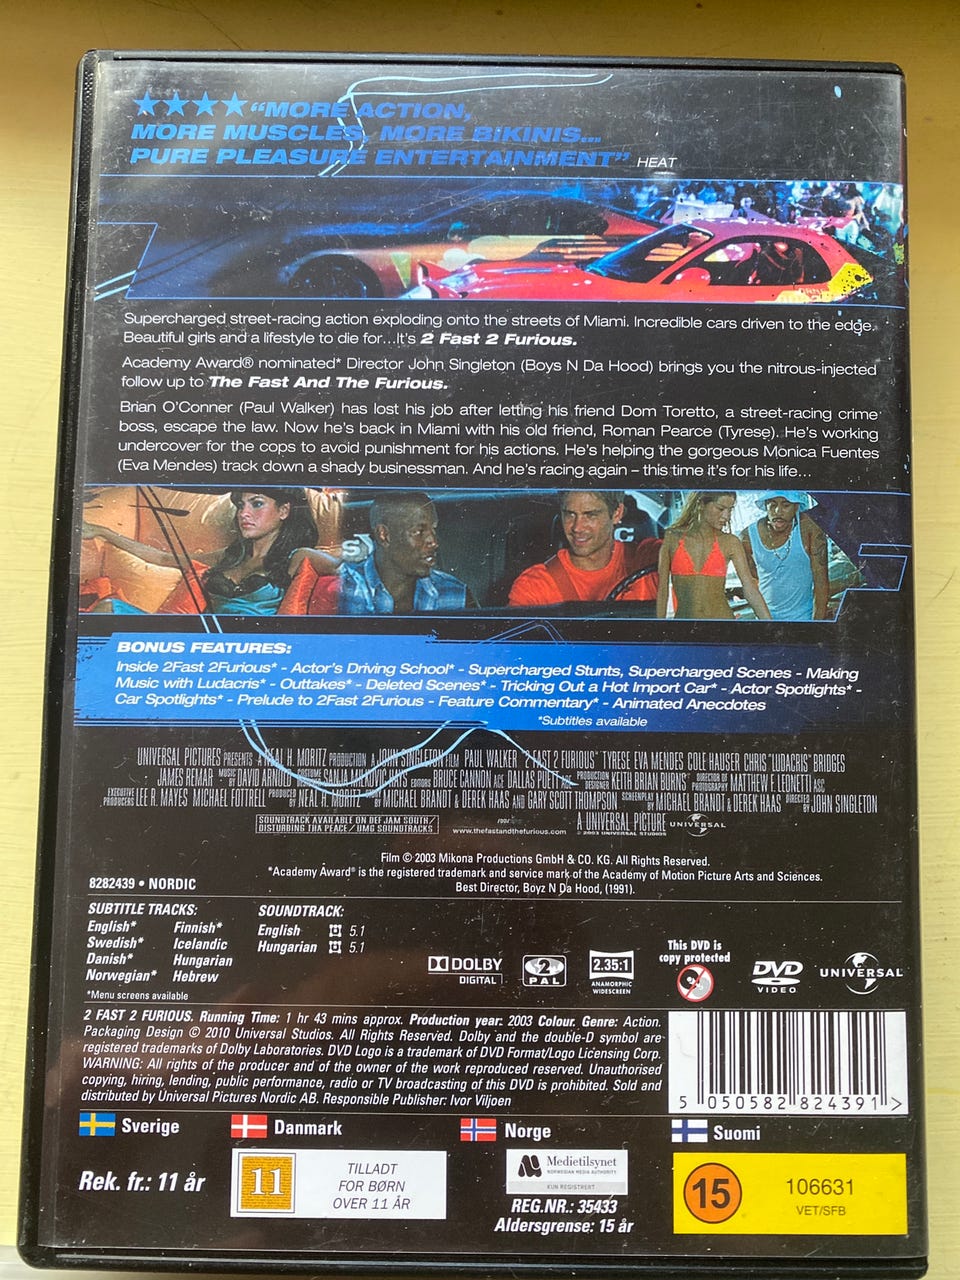 ★★★★ "MORE ACTION,
MORE MUSCLES, MORE BIKINIS...
PURE PLEASURE ENTERTAINMENT" HEAT
Supercharged street-racing action exploding onto the streets of Miami. Incredible cars driven to the edge.
Beautiful girls and a lifestyle to die for...It's 2 Fast 2 Furious.
Academy Award® nominated* Director John Singleton (Boys N Da Hood) brings you the nitrous-injected
follow up to The Fast And The Furious.
Brian O'Conner (Paul Walker) has lost his job after letting his friend Dom Toretto, a street-racing crime
boss, escape the law. Now he's back in Miami with his old friend, Roman Pearce (Tyrese). He's working
undercover for the cops to avoid punishment for his actions. He's helping the gorgeous Monica Fuentes
(Eva Mendes) track down a shady businessman. And he's racing again – this time it's for his life...
BONUS FEATURES:
Inside 2Fast 2Furious* - Actor's Driving School* - Supercharged Stunts, Supercharged Scenes - Making
Music with Ludacris* - Outtakes* - Deleted Scenes* - Tricking Out a Hot Import Car* - Actor Spotlights* -
Car Spotlights* - Prelude to 2Fast 2Furious - Feature Commentary* - Animated Anecdotes
*Subtitles available
UNIVERSAL PICTURES PRESENTS A NEAL H. MORITZ PRODUCTION A JOHN SINGLETON FILM PAUL WALKER "2 FAST 2 FURIOUS" TYRESE EVA MENDES COLE HAUSER CHRIS "LUDACRIS" BRIDGES
JAMES REMAR MUSIC BY DAVID ARNOLD EDITORS BRUCE CANNON ACE DALLAS PUETT ACE PRODUCTION DESIGNER KEITH BRIAN BURNS DIRECTOR OF PHOTOGRAPHY MATTHEW F. LEONETTI ASC
EXECUTIVE PRODUCERS LEE R. MAYES MICHAEL FOTTRELL PRODUCED BY NEAL H. MORITZ BY MICHAEL BRANDT & DEREK HAAS AND GARY SCOTT THOMPSON SCREENPLAY BY MICHAEL BRANDT & DEREK HAAS DIRECTED BY JOHN SINGLETON
SOUNDTRACK AVAILABLE ON DEF JAM SOUTH/
DISTURBING THA PEACE / UMG SOUNDTRACKS
www.thefastandthefurious.com
A UNIVERSAL PICTURE UNIVERSAL
© 2003 UNIVERSAL STUDIOS
Film © 2003 Mikona Productions GmbH & CO. KG. All Rights Reserved.
*Academy Award® is the registered trademark and service mark of the Academy of Motion Picture Arts and Sciences.
Best Director, Boyz N Da Hood, (1991).
8282439 • NORDIC
SUBTITLE TRACKS:
English* Finnish*
Swedish* Icelandic
Danish* Hungarian
Norwegian* Hebrew
*Menu screens available
SOUNDTRACK:
English 5.1
Hungarian 5.1
DOLBY
DIGITAL
2
PAL
2.35:1
ANAMORPHIC
WIDESCREEN
This DVD is
copy protected
DVD
VIDEO
UNIVERSAL
2 FAST 2 FURIOUS. Running Time: 1 hr 43 mins approx. Production year: 2003 Colour. Genre: Action.
Packaging Design © 2010 Universal Studios. All Rights Reserved. Dolby and the double-D symbol are
registered trademarks of Dolby Laboratories. DVD Logo is a trademark of DVD Format/Logo Licensing Corp.
WARNING: All rights of the producer and of the owner of the work reproduced reserved. Unauthorised
copying, hiring, lending, public performance, radio or TV broadcasting of this DVD is prohibited. Sold and
distributed by Universal Pictures Nordic AB. Responsible Publisher: Ivor Viljoen
5 050582 824391 >
Sverige
Danmark
Norge
Suomi
Rek. fr.: 11 år
11
TILLADT
FOR BØRN
OVER 11 ÅR
Medietilsynet
NORWEGIAN MEDIA AUTHORITY
KUN REGISTRERT
REG.NR.: 35433
Aldersgrense: 15 år
15
106631
VET/SFB